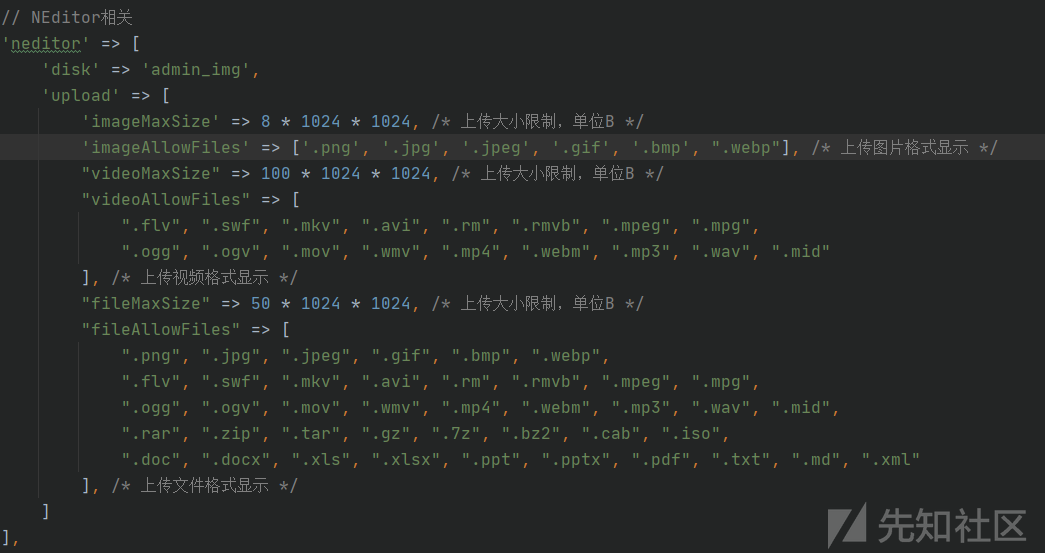 // NEditor相关
'neditor' => [
    'disk' => 'admin_img',
    'upload' => [
        'imageMaxSize' => 8 * 1024 * 1024, /* 上传大小限制，单位B */
        'imageAllowFiles' => ['.png', '.jpg', '.jpeg', '.gif', '.bmp', ".webp"], /* 上传图片格式显示 */
        "videoMaxSize" => 100 * 1024 * 1024, /* 上传大小限制，单位B */
        "videoAllowFiles" => [
            ".flv", ".swf", ".mkv", ".avi", ".rm", ".rmvb", ".mpeg", ".mpg",
            ".ogg", ".ogv", ".mov", ".wmv", ".mp4", ".webm", ".mp3", ".wav", ".mid"
        ], /* 上传视频格式显示 */
        "fileMaxSize" => 50 * 1024 * 1024, /* 上传大小限制，单位B */
        "fileAllowFiles" => [
            ".png", ".jpg", ".jpeg", ".gif", ".bmp", ".webp",
            ".flv", ".swf", ".mkv", ".avi", ".rm", ".rmvb", ".mpeg", ".mpg",
            ".ogg", ".ogv", ".mov", ".wmv", ".mp4", ".webm", ".mp3", ".wav", ".mid",
            ".rar", ".zip", ".tar", ".gz", ".7z", ".bz2", ".cab", ".iso",
            ".doc", ".docx", ".xls", ".xlsx", ".ppt", ".pptx", ".pdf", ".txt", ".md", ".xml"
        ], /* 上传文件格式显示 */
    ]
],
先知社区